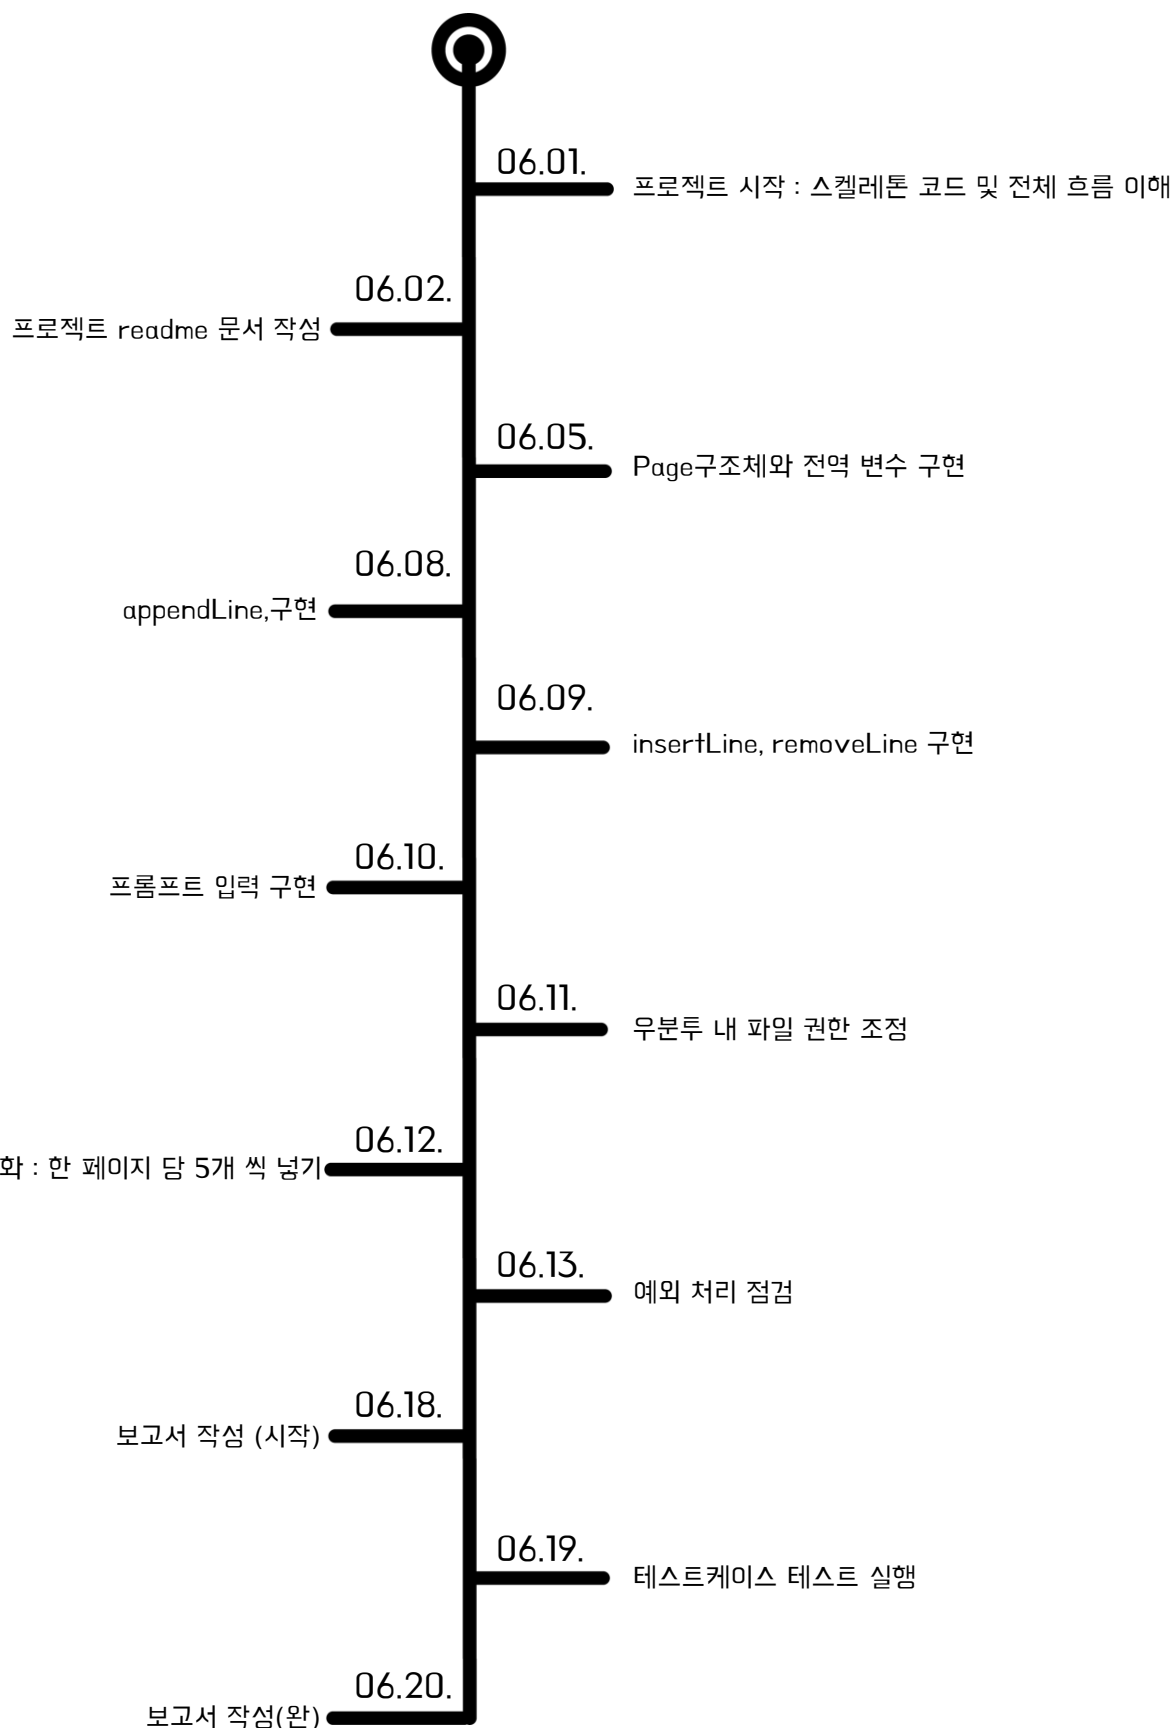 06.01.
프로젝트 시작 : 스켈레톤 코드 및 전체 흐름 이해
06.02.
프로젝트 readme 문서 작성
06.05.
Page구조체와 전역 변수 구현
06.08.
appendLine,구현
06.09.
insertLine, removeLine 구현
06.10.
프롬프트 입력 구현
06.11.
우분투 내 파일 권한 조정
06.12.
화 : 한 페이지 당 5개 씩 넣기
06.13.
예외 처리 점검
06.18.
보고서 작성 (시작)
06.19.
테스트케이스 테스트 실행
06.20.
보고서 작성(완)